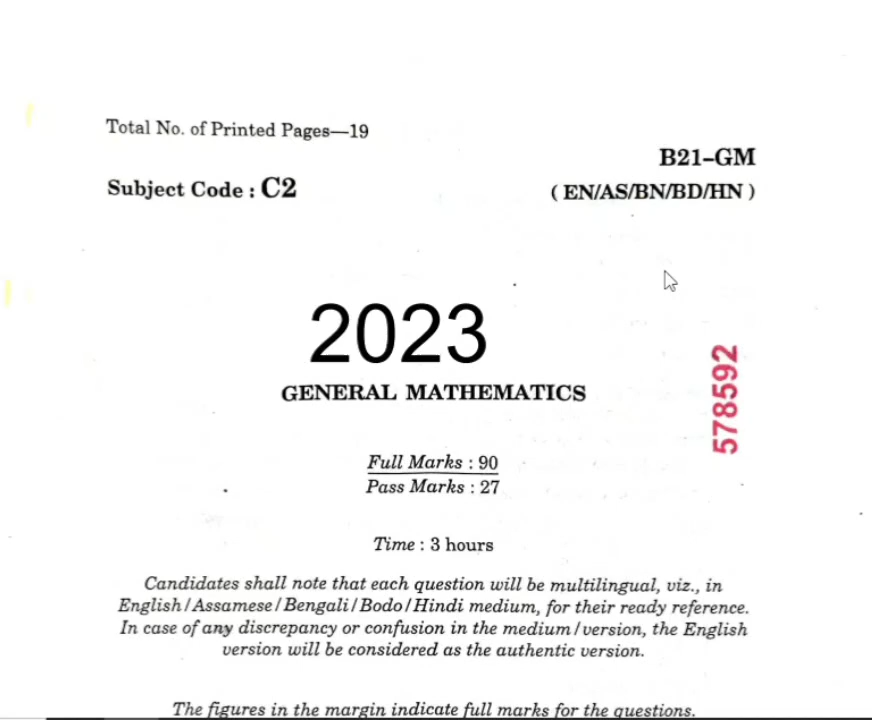 Total No. of Printed Pages—19
B21–GM
Subject Code : C2
( EN/AS/BN/BD/HN )
2023
578592
GENERAL MATHEMATICS
Full Marks : 90
Pass Marks : 27
Time : 3 hours
Candidates shall note that each question will be multilingual, viz., in
English / Assamese / Bengali / Bodo / Hindi medium, for their ready reference.
In case of any discrepancy or confusion in the medium / version, the English
version will be considered as the authentic version.
The figures in the margin indicate full marks for the questions.